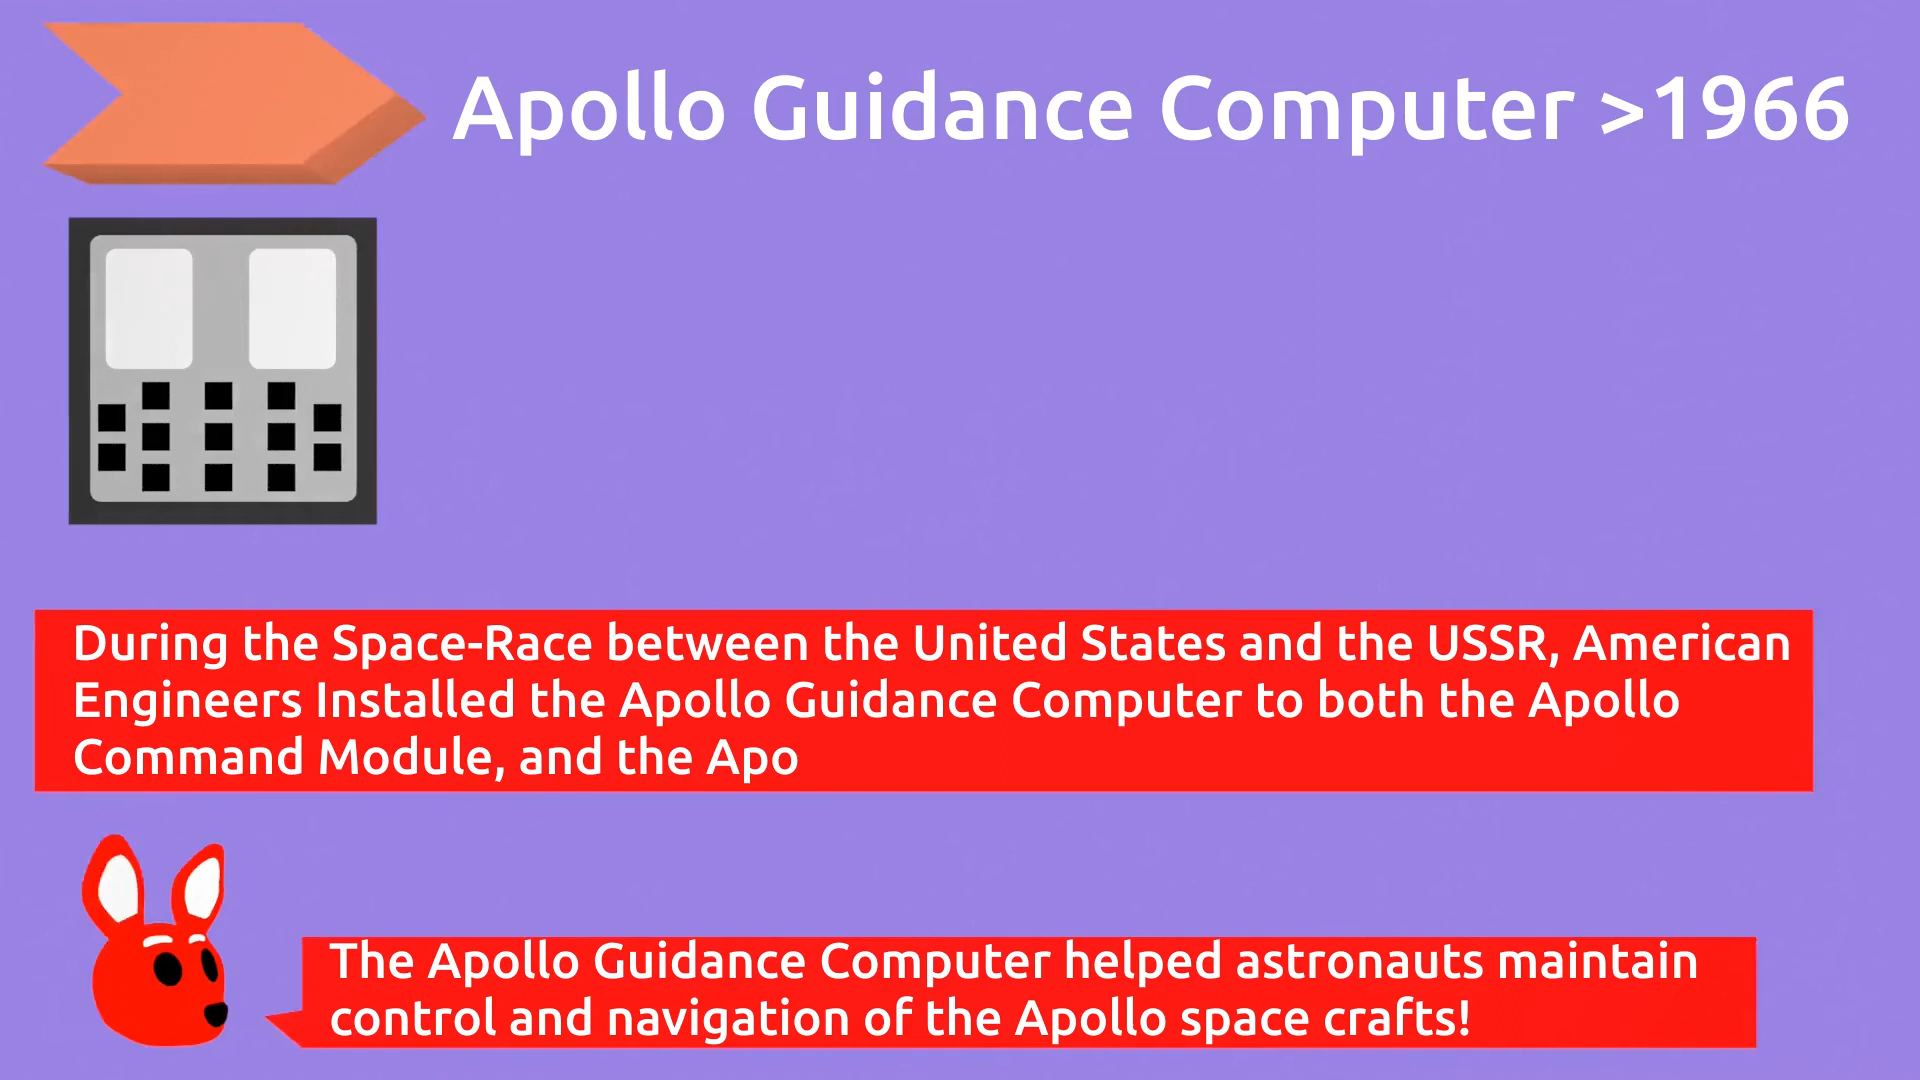 Apollo Guidance Computer >1966
During the Space-Race between the United States and the USSR, American
Engineers Installed the Apollo Guidance Computer to both the Apollo
Command Module, and the Apo
The Apollo Guidance Computer helped astronauts maintain
control and navigation of the Apollo space crafts!